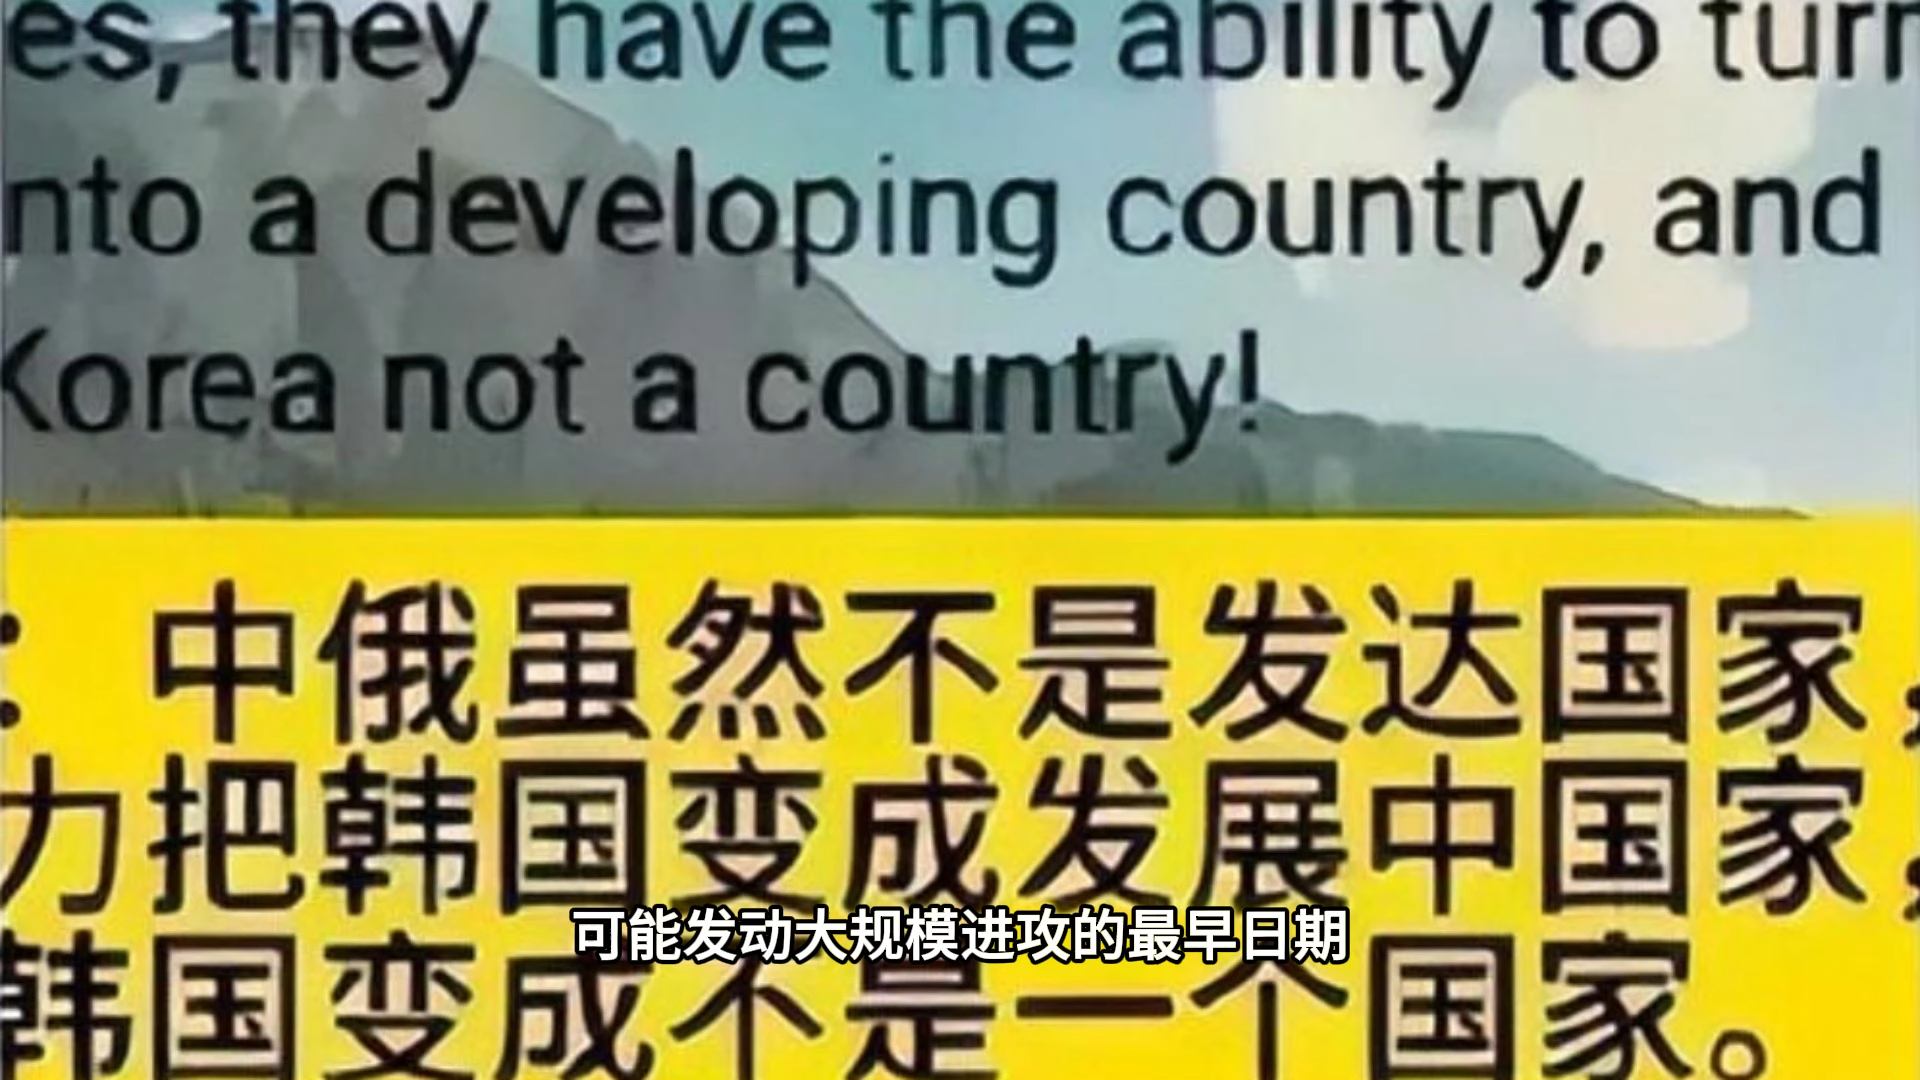 es, they have the ability to turn
nto a developing country, and
Korea not a country!
：中俄虽然不是发达国家，
力把韩国变成发展中国家，
可能发动大规模进攻的最早日期
韩国变成不是一个国家。